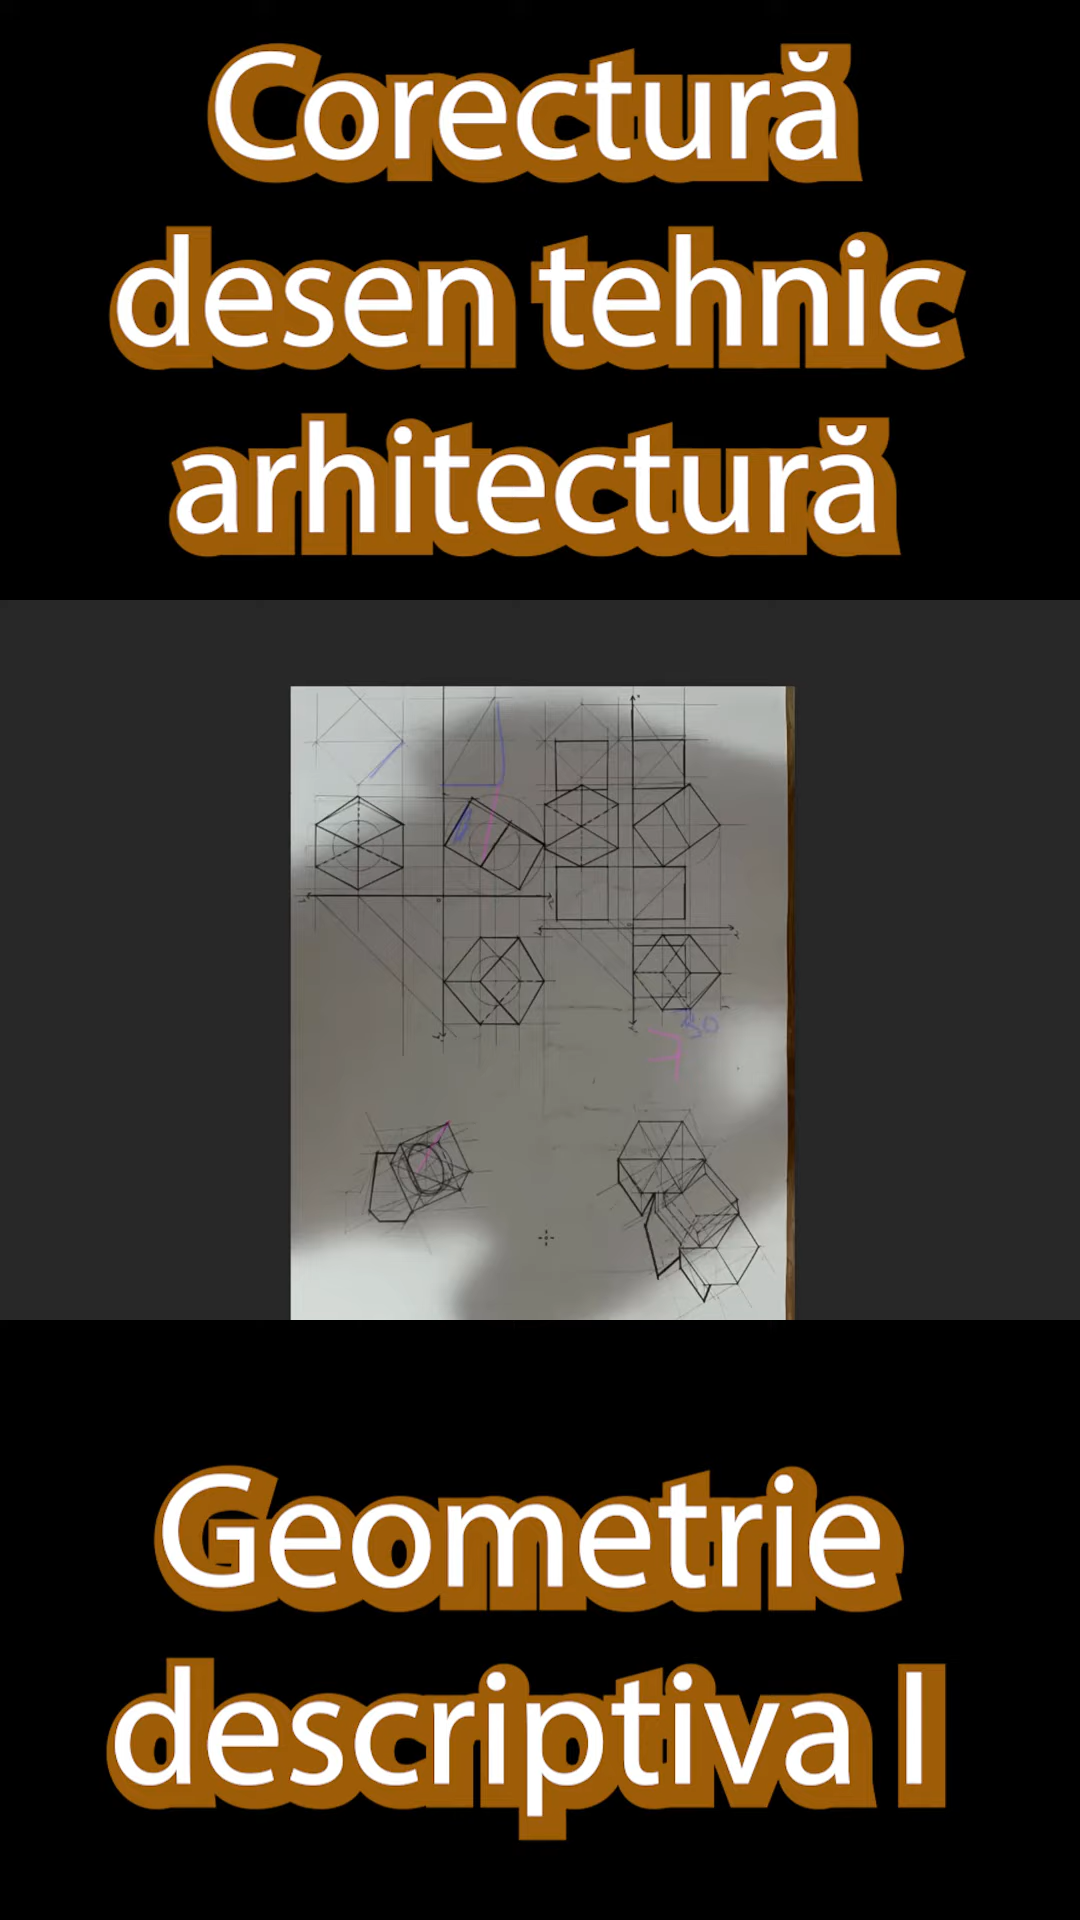 Corectură
desen tehnic
arhitectură
Geometrie
descriptiva I